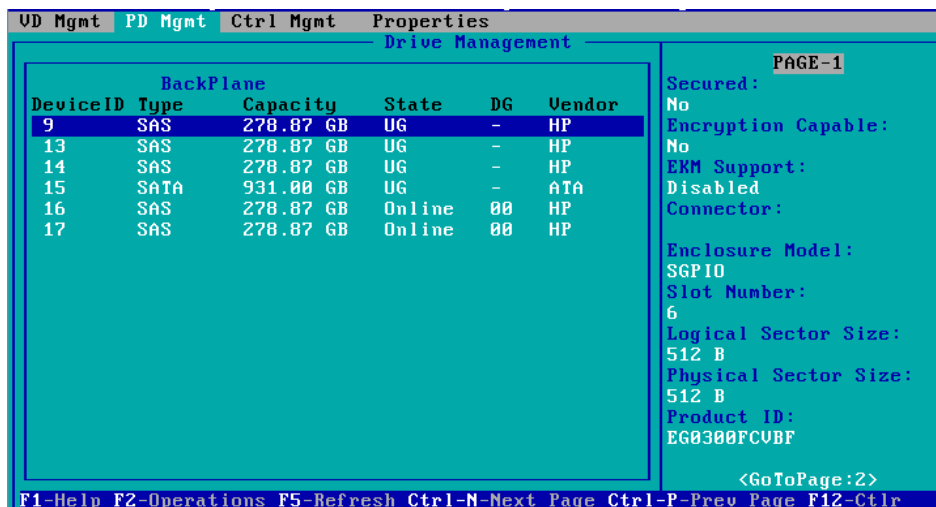 VD Mgmt PD Mgmt Ctrl Mgmt Properties
Drive Management
BackPlane
DeviceID Type Capacity State DG Vendor
9 SAS 278.87 GB UG - HP
13 SAS 278.87 GB UG - HP
14 SAS 278.87 GB UG - HP
15 SATA 931.00 GB UG - ATA
16 SAS 278.87 GB Online 00 HP
17 SAS 278.87 GB Online 00 HP
PAGE-1
Secured:
No
Encryption Capable:
No
EKM Support:
Disabled
Connector:
Enclosure Model:
SGPIO
Slot Number:
6
Logical Sector Size:
512 B
Physical Sector Size:
512 B
Product ID:
EG0300FCVBF
<GoToPage:2>
F1-Help F2-Operations F5-Refresh Ctrl-N-Next Page Ctrl-P-Prev Page F12-Ctlr